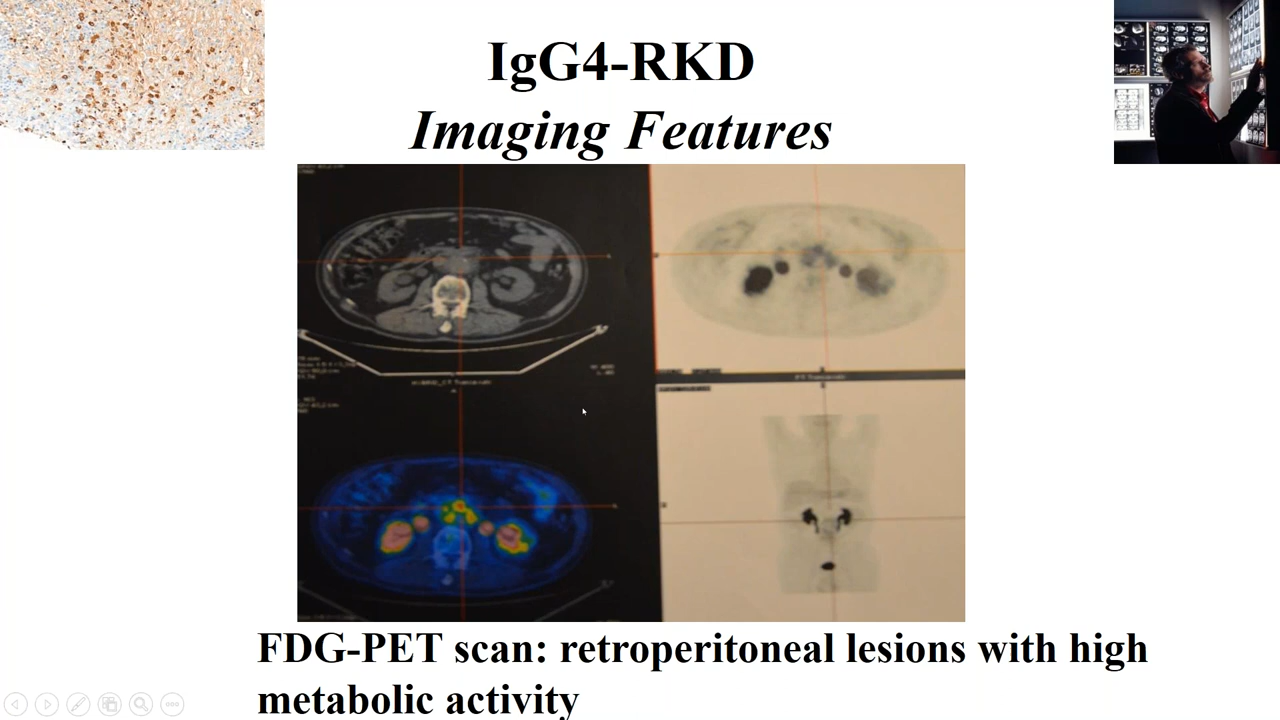 IgG4-RKD
Imaging Features
FDG-PET scan: retroperitoneal lesions with high
metabolic activity